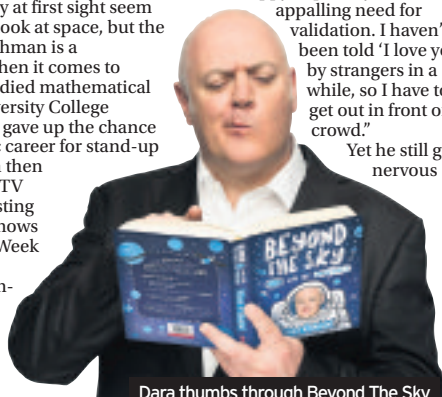 y at first sight seem
ook at space, but the
hman is a
hen it comes to
died mathematical
versity College
gave up the chance
c career for stand-up
n then
TV
sting
hows
Week
n-
appalling need for
validation. I haven't
been told ‘I love yo
by strangers in a
while, so I have to
get out in front o
crowd.”
Yet he still g
nervous
BEYOND
THE SKY
Dara thumbs through Beyond The Sky